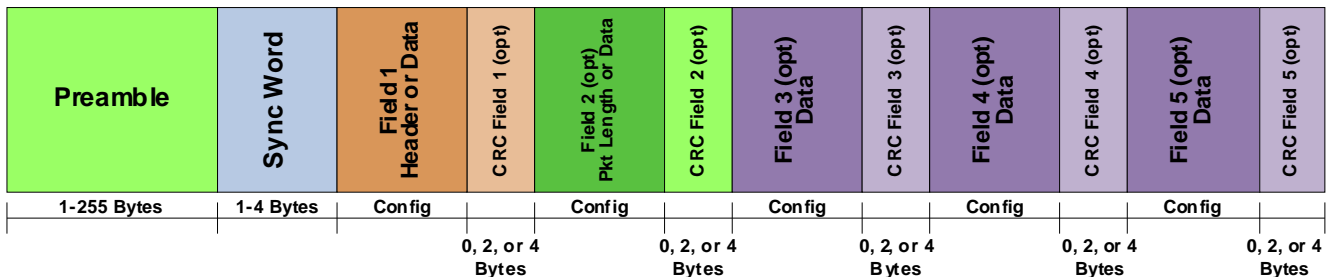 Preamble
Sync Word
Field 1
Header or Data
CRC Field 1 (opt)
Field 2 (opt)
Pkt Length or Data
CRC Field 2 (opt)
Field 3 (opt)
Data
CRC Field 3 (opt)
Field 4 (opt)
Data
CRC Field 4 (opt)
Field 5 (opt)
Data
CRC Field 5 (opt)
1-255 Bytes
1-4 Bytes
Config
Config
Config
Config
Config
0, 2, or 4
Bytes
0, 2, or 4
Bytes
0, 2, or 4
Bytes
0, 2, or 4
Bytes
0, 2, or 4
Bytes